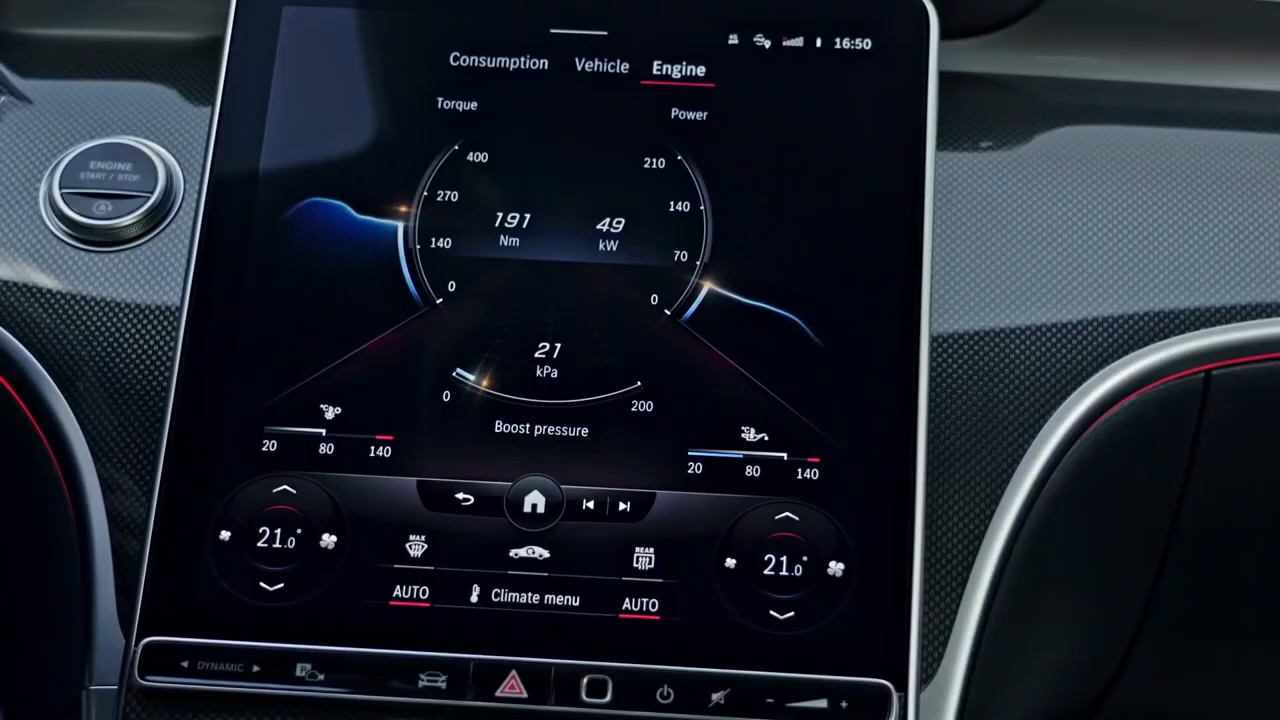 16:50
Consumption Vehicle Engine
Torque
Power
400
210
270
140
191
Nm
49
kW
140
70
0
0
21
kPa
0
200
Boost pressure
°C
20 80 140
°C
20 80 140
ENGINE
START / STOP
A
21.0°
21.0°
MAX
REAR
AUTO
Climate menu
AUTO
DYNAMIC
P
- +